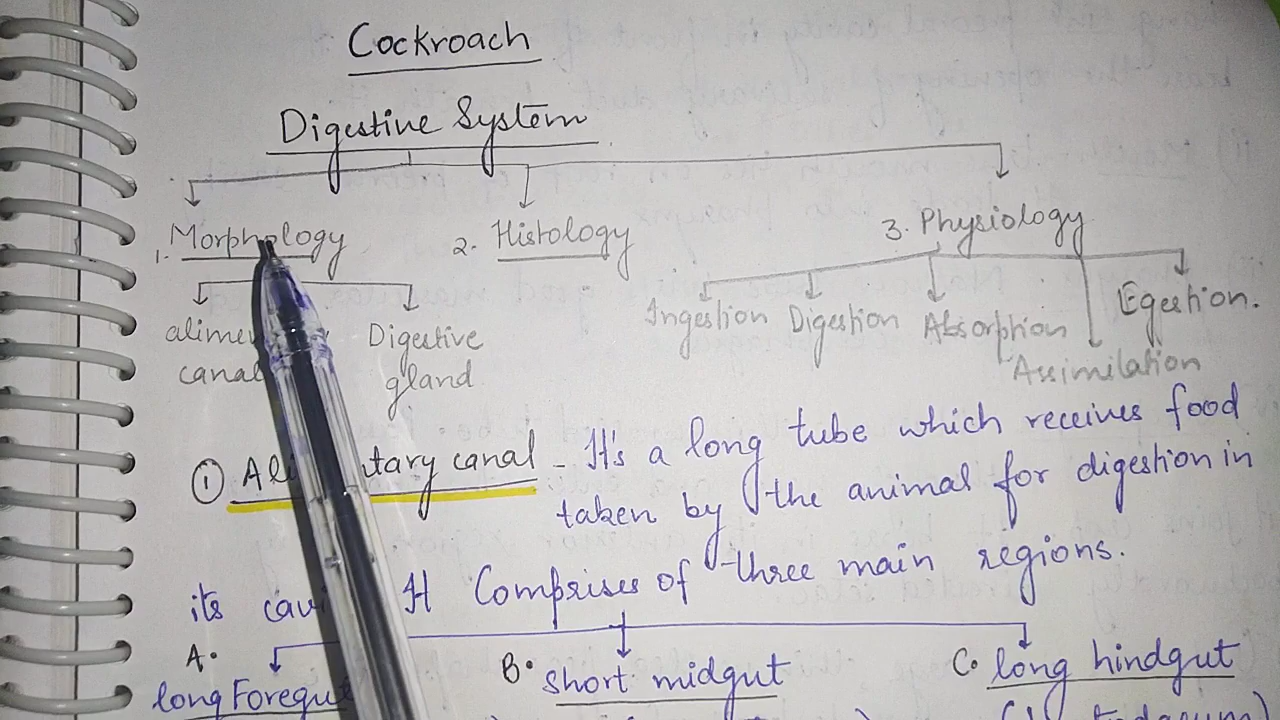 Cockroach
Digestive System
1. Morphology 2. Histology 3. Physiology
canal
Digestive
gland
Ingestion Digestion Absorption Assimilation Egestion.
① canal - It's a long tube which receives food
taken by the animal for digestion in
its It Comprises of three main regions.
A. B. C.
long short midgut long hindgut